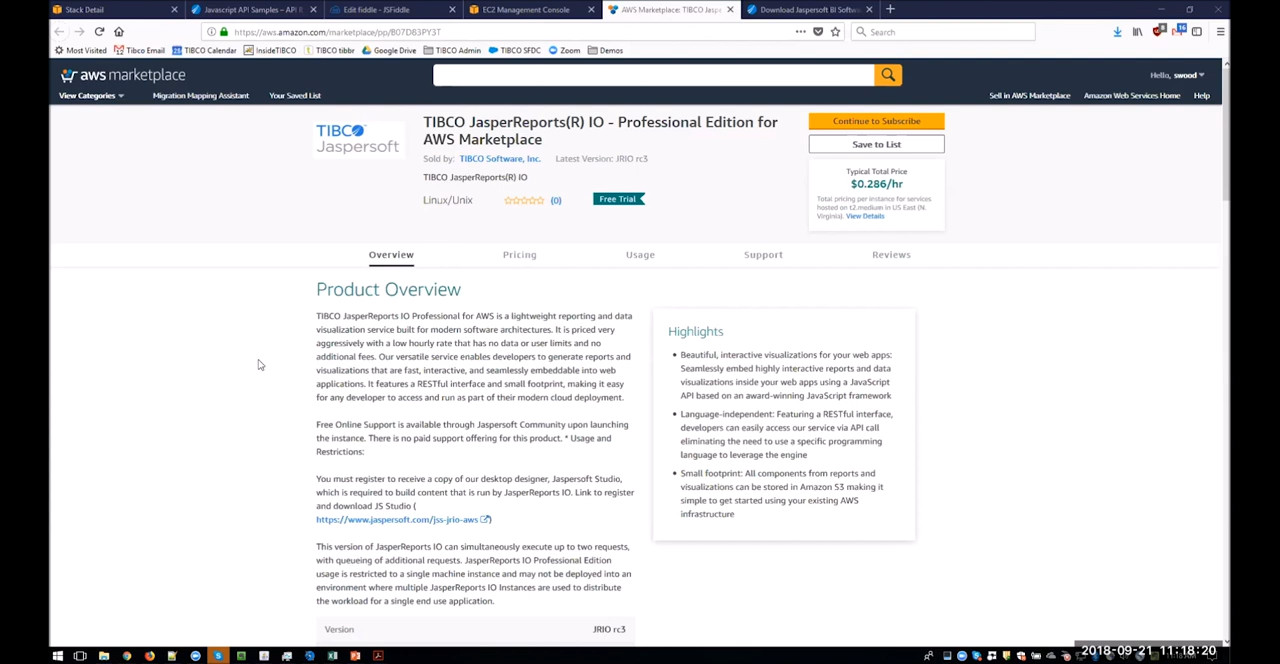 Stack Detail
Javascript API Samples – API R
Edit fiddle - JSFiddle
EC2 Management Console
AWS Marketplace: TIBCO Jasp
Download Jaspersoft BI Softw
https://aws.amazon.com/marketplace/pp/B07D83PY3T
Search
Most Visited
Tibco Email
TIBCO Calendar
InsideTIBCO
TIBCO tibbr
Google Drive
TIBCO Admin
TIBCO SFDC
Zoom
Demos
aws marketplace
Hello, swood
View Categories
Migration Mapping Assistant
Your Saved List
Sell in AWS Marketplace
Amazon Web Services Home
Help
TIBCO
Jaspersoft
TIBCO JasperReports(R) IO - Professional Edition for
AWS Marketplace
Sold by: TIBCO Software, Inc. Latest Version: JRIO rc3
TIBCO JasperReports(R) IO
Linux/Unix
(0)
Free Trial
Continue to Subscribe
Save to List
Typical Total Price
$0.286/hr
Total pricing per instance for services
hosted on t2.medium in US East (N.
Virginia). View Details
Overview
Pricing
Usage
Support
Reviews
Product Overview
TIBCO JasperReports IO Professional for AWS is a lightweight reporting and data
visualization service built for modern software architectures. It is priced very
aggressively with a low hourly rate that has no data or user limits and no
additional fees. Our versatile service enables developers to generate reports and
visualizations that are fast, interactive, and seamlessly embeddable into web
applications. It features a RESTful interface and small footprint, making it easy
for any developer to access and run as part of their modern cloud deployment.
Free Online Support is available through Jaspersoft Community upon launching
the instance. There is no paid support offering for this product. * Usage and
Restrictions:
You must register to receive a copy of our desktop designer, Jaspersoft Studio,
which is required to build content that is run by JasperReports IO. Link to register
and download JS Studio (
https://www.jaspersoft.com/jss-jrio-aws )
This version of JasperReports IO can simultaneously execute up to two requests,
with queueing of additional requests. JasperReports IO Professional Edition
usage is restricted to a single machine instance and may not be deployed into an
environment where multiple JasperReports IO Instances are used to distribute
the workload for a single end use application.
Version
JRIO rc3
Highlights
• Beautiful, interactive visualizations for your web apps:
Seamlessly embed highly interactive reports and data
visualizations inside your web apps using a JavaScript
API based on an award-winning JavaScript framework
• Language-independent: Featuring a RESTful interface,
developers can easily access our service via API call
eliminating the need to use a specific programming
language to leverage the engine
• Small footprint: All components from reports and
visualizations can be stored in Amazon S3 making it
simple to get started using your existing AWS
infrastructure
2018-09-21 11:18:20